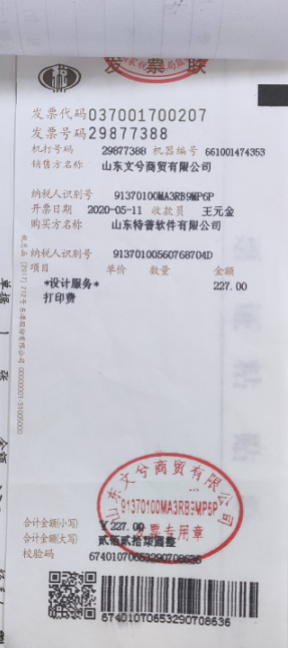 发票联
发票代码 037001700207
发票号码 29877388
机打号码 29877388 机器编号 661001474353
销售方名称 山东文兮商贸有限公司
纳税人识别号 91370100MA3RB9MP6P
开票日期 2020-05-11 收款员 王元金
购买方名称 山东特普软件有限公司
纳税人识别号 91370100560768704D
项目 单价 数量 金额
*设计服务* 227.00
打印费
山东文兮商贸有限公司
91370100MA3RB9MP6P
发票专用章
合计金额(小写) ¥227.00
合计金额(大写) 贰佰贰拾柒圆整
校验码 67401070653290708636
67401070653290708636